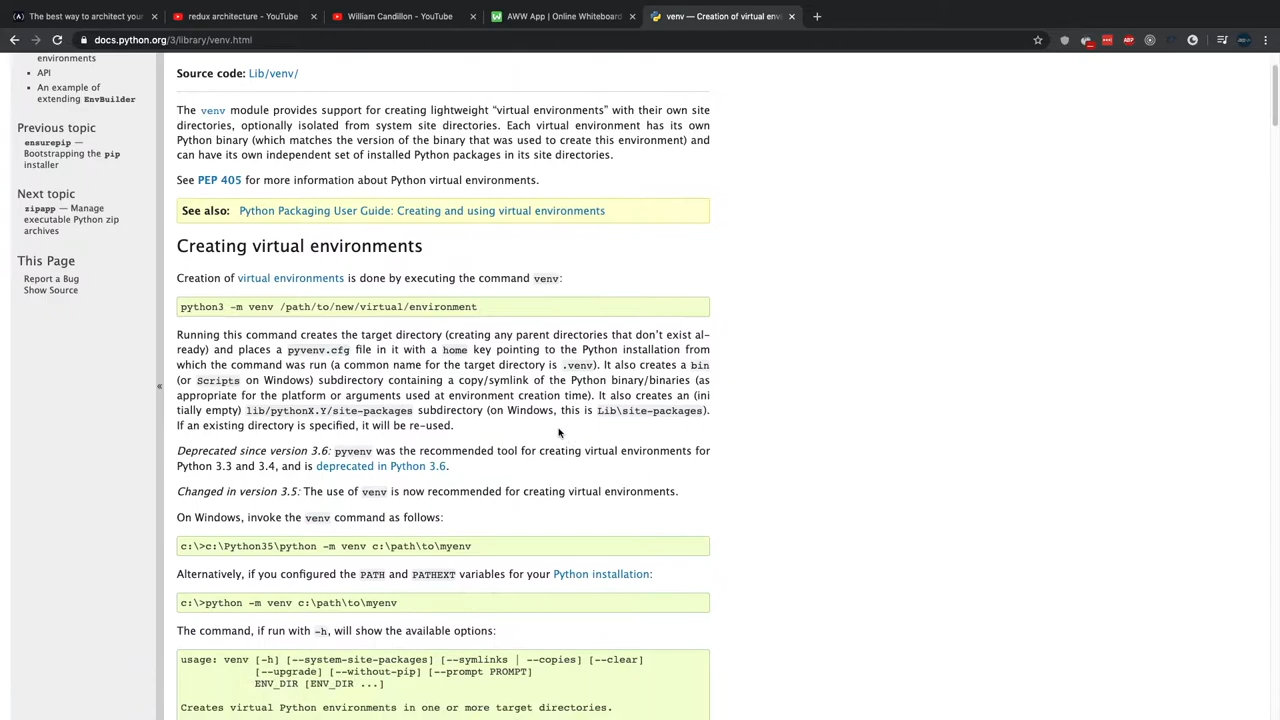 The best way to architect your
redux architecture - YouTube
William Candillon - YouTube
AWW App | Online Whiteboard
venv — Creation of virtual env
docs.python.org/3/library/venv.html
environments
API
An example of
extending EnvBuilder
Previous topic
ensurepip —
Bootstrapping the pip
installer
Next topic
zipapp — Manage
executable Python zip
archives
This Page
Report a Bug
Show Source
«
Source code: Lib/venv/
The venv module provides support for creating lightweight “virtual environments” with their own site
directories, optionally isolated from system site directories. Each virtual environment has its own
Python binary (which matches the version of the binary that was used to create this environment) and
can have its own independent set of installed Python packages in its site directories.
See PEP 405 for more information about Python virtual environments.
See also: Python Packaging User Guide: Creating and using virtual environments
Creating virtual environments
Creation of virtual environments is done by executing the command venv:
python3 -m venv /path/to/new/virtual/environment
Running this command creates the target directory (creating any parent directories that don’t exist al-
ready) and places a pyvenv.cfg file in it with a home key pointing to the Python installation from
which the command was run (a common name for the target directory is .venv). It also creates a bin
(or Scripts on Windows) subdirectory containing a copy/symlink of the Python binary/binaries (as
appropriate for the platform or arguments used at environment creation time). It also creates an (ini
tially empty) lib/pythonX.Y/site-packages subdirectory (on Windows, this is Lib\site-packages).
If an existing directory is specified, it will be re-used.
Deprecated since version 3.6: pyvenv was the recommended tool for creating virtual environments for
Python 3.3 and 3.4, and is deprecated in Python 3.6.
Changed in version 3.5: The use of venv is now recommended for creating virtual environments.
On Windows, invoke the venv command as follows:
c:\>c:\Python35\python -m venv c:\path\to\myenv
Alternatively, if you configured the PATH and PATHEXT variables for your Python installation:
c:\>python -m venv c:\path\to\myenv
The command, if run with -h, will show the available options:
usage: venv [-h] [--system-site-packages] [--symlinks | --copies] [--clear]
[--upgrade] [--without-pip] [--prompt PROMPT]
ENV_DIR [ENV_DIR ...]
Creates virtual Python environments in one or more target directories.